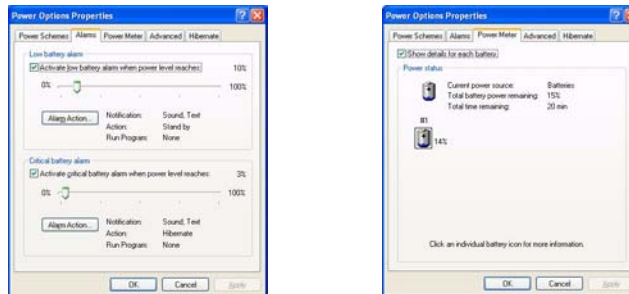 Power Options Properties
Power Schemes Alarms Power Meter Advanced Hibernate
Low battery alarm
Activate low battery alarm when power level reaches: 10%
0% 100%
Alarm Action... Notification: Sound, Text
Action: Stand by
Run Program: None
Critical battery alarm
Activate critical battery alarm when power level reaches: 3%
0% 100%
Alarm Action... Notification: Sound, Text
Action: Hibernate
Run Program: None
OK Cancel Apply
Power Options Properties
Power Schemes Alarms Power Meter Advanced Hibernate
Show details for each battery.
Power status
Current power source: Batteries
Total battery power remaining: 15%
Total time remaining: 20 min
#1
14%
Click an individual battery icon for more information.
OK Cancel Apply